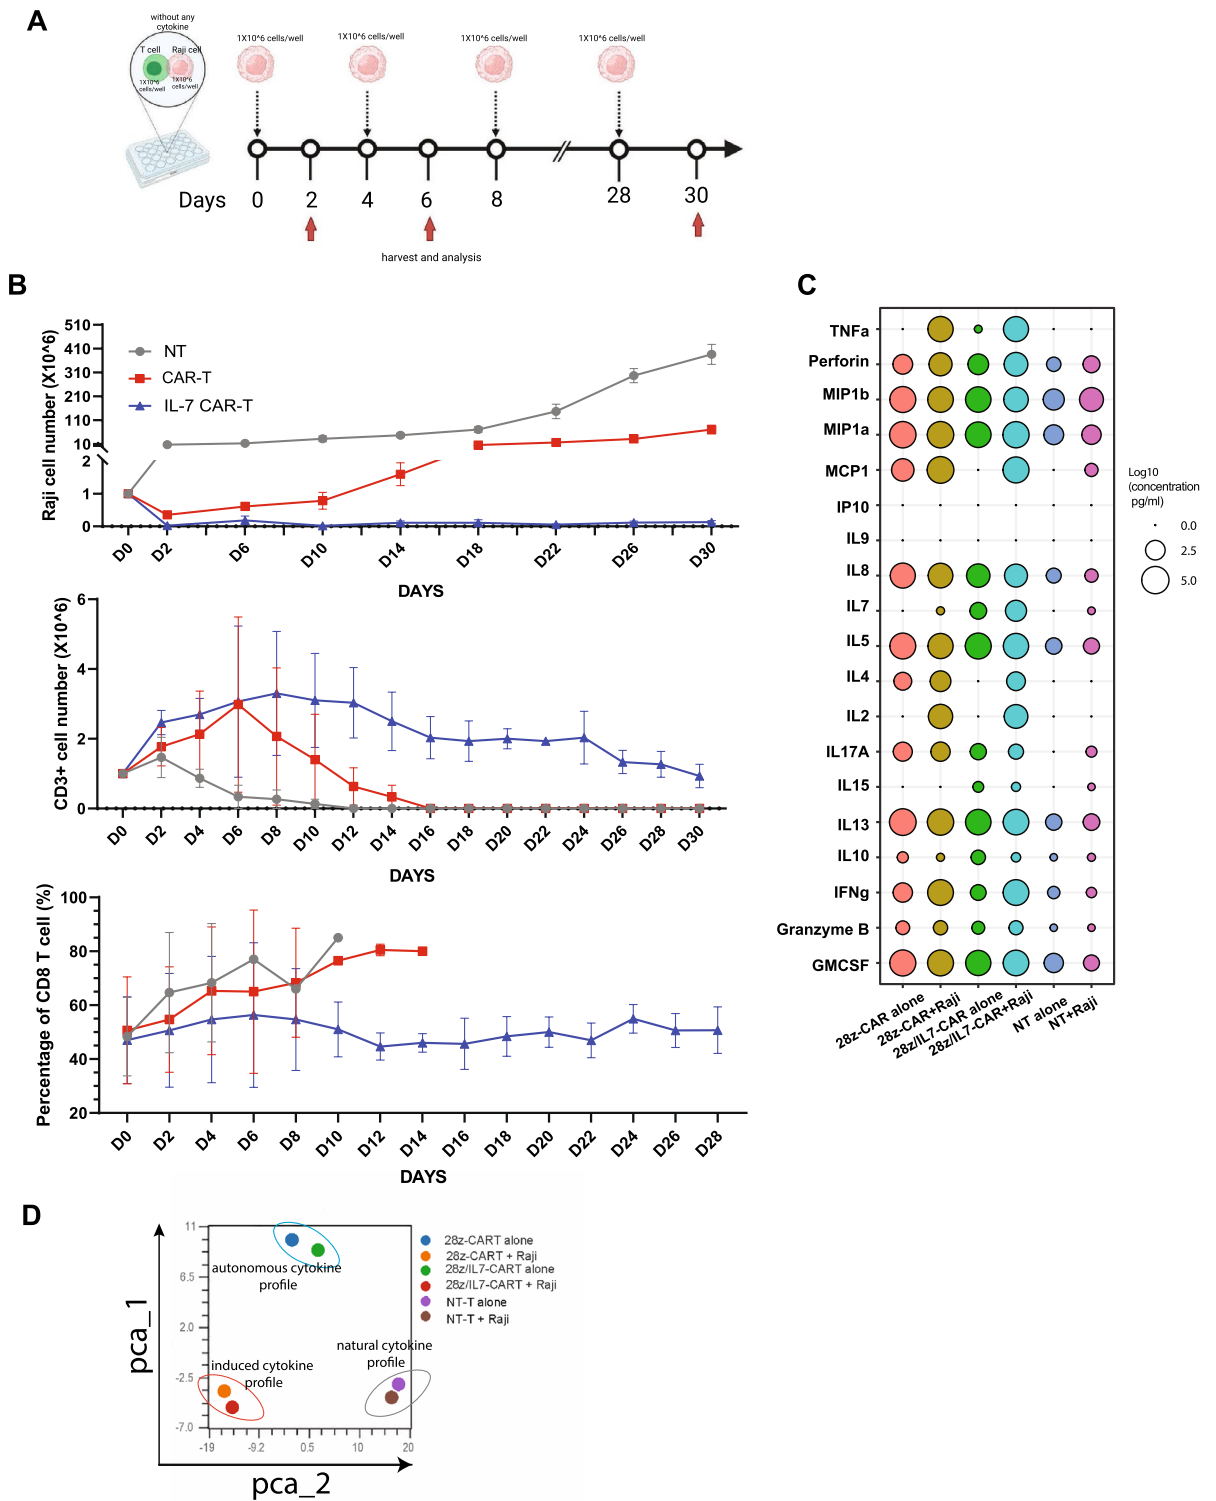 A
without any
cytokine
T cell
Raji cell
1X10^6
cells/well
1X10^6
cells/well
1X10^6 cells/well
1X10^6 cells/well
1X10^6 cells/well
1X10^6 cells/well
Days 0 2 4 6 8 28 30
harvest and analysis
B
Raji cell number (X10^6)
510
410
310
210
110
10
2
1
0
NT
CAR-T
IL-7 CAR-T
D0 D2 D6 D10 D14 D18 D22 D26 D30
DAYS
CD3+ cell number (X10^6)
6
4
2
0
D0 D2 D4 D6 D8 D10 D12 D14 D16 D18 D20 D22 D24 D26 D28 D30
DAYS
Percentage of CD8 T cell (%)
100
80
60
40
20
D0 D2 D4 D6 D8 D10 D12 D14 D16 D18 D20 D22 D24 D26 D28
DAYS
C
TNFa
Perforin
MIP1b
MIP1a
MCP1
IP10
IL9
IL8
IL7
IL5
IL4
IL2
IL17A
IL15
IL13
IL10
IFNg
Granzyme B
GMCSF
28z-CAR alone
28z-CAR+Raji
28z/IL7-CAR alone
28z/IL7-CAR+Raji
NT alone
NT+Raji
Log10
(concentration
pg/ml)
0.0
2.5
5.0
D
pca_1
11
6.5
2.0
-2.5
-7.0
autonomous cytokine
profile
natural cytokine
profile
induced cytokine
profile
28z-CART alone
28z-CART + Raji
28z/IL7-CART alone
28z/IL7-CART + Raji
NT-T alone
NT-T + Raji
-19 -9.2 0.5 10 20
pca_2